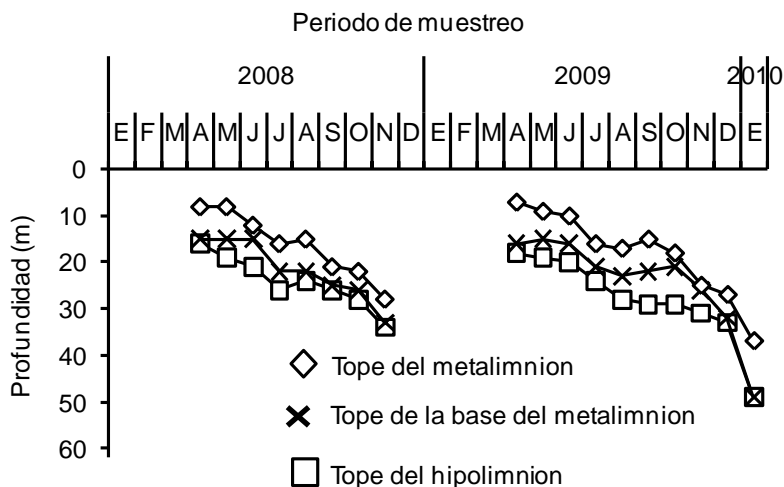 Periodo de muestreo
2008 2009 2010
E F M A M J J A S O N D E F M A M J J A S O N D E
0
10
20
30
40
50
60
Profundidad (m)
Tope del metalimnion
Tope de la base del metalimnion
Tope del hipolimnion